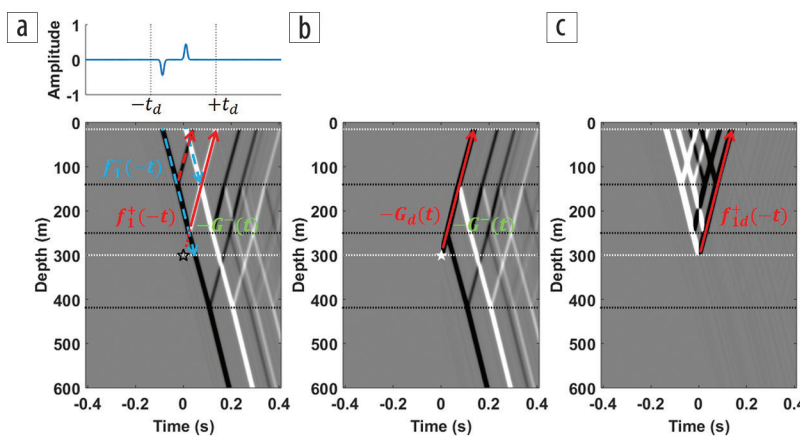 a
b
c
Amplitude
1
0
-1
−t_d
+t_d
Depth (m)
0
100
200
300
400
500
600
f₁⁻(−t)
f₁⁺(−t)
−G⁻(t)
-0.4
-0.2
0
0.2
0.4
Time (s)
Depth (m)
0
100
200
300
400
500
600
−G_d(t)
−G⁻(t)
-0.4
-0.2
0
0.2
0.4
Time (s)
Depth (m)
0
100
200
300
400
500
600
f₁d⁺(−t)
-0.4
-0.2
0
0.2
0.4
Time (s)